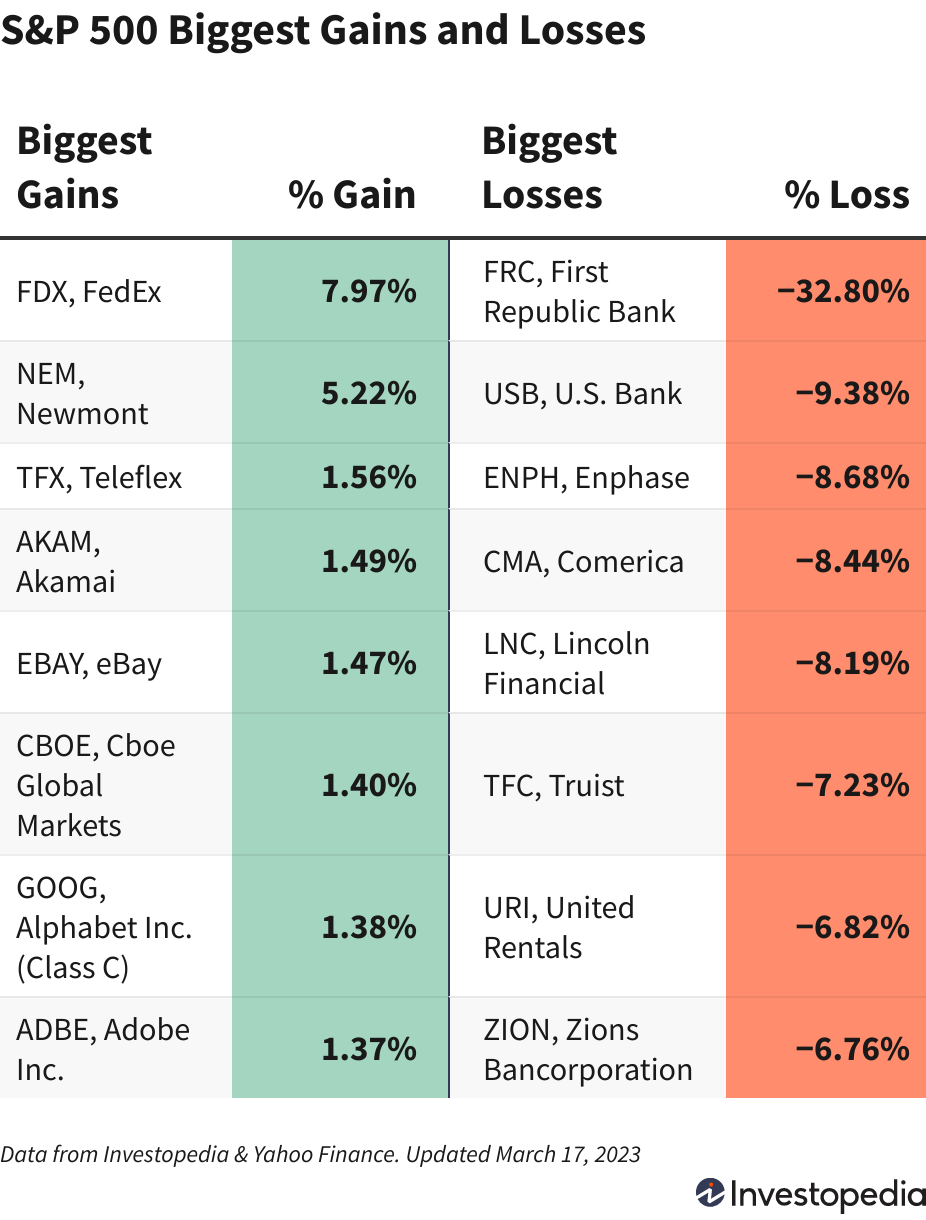 S&P 500 Biggest Gains and Losses
Biggest
Gains
% Gain
Biggest
Losses
% Loss
FDX, FedEx
7.97%
FRC, First
Republic Bank
−32.80%
NEM,
Newmont
5.22%
USB, U.S. Bank
−9.38%
TFX, Teleflex
1.56%
ENPH, Enphase
−8.68%
AKAM,
Akamai
1.49%
CMA, Comerica
−8.44%
EBAY, eBay
1.47%
LNC, Lincoln
Financial
−8.19%
CBOE, Cboe
Global
Markets
1.40%
TFC, Truist
−7.23%
GOOG,
Alphabet Inc.
(Class C)
1.38%
URI, United
Rentals
−6.82%
ADBE, Adobe
Inc.
1.37%
ZION, Zions
Bancorporation
−6.76%
Data from Investopedia & Yahoo Finance. Updated March 17, 2023
Investopedia